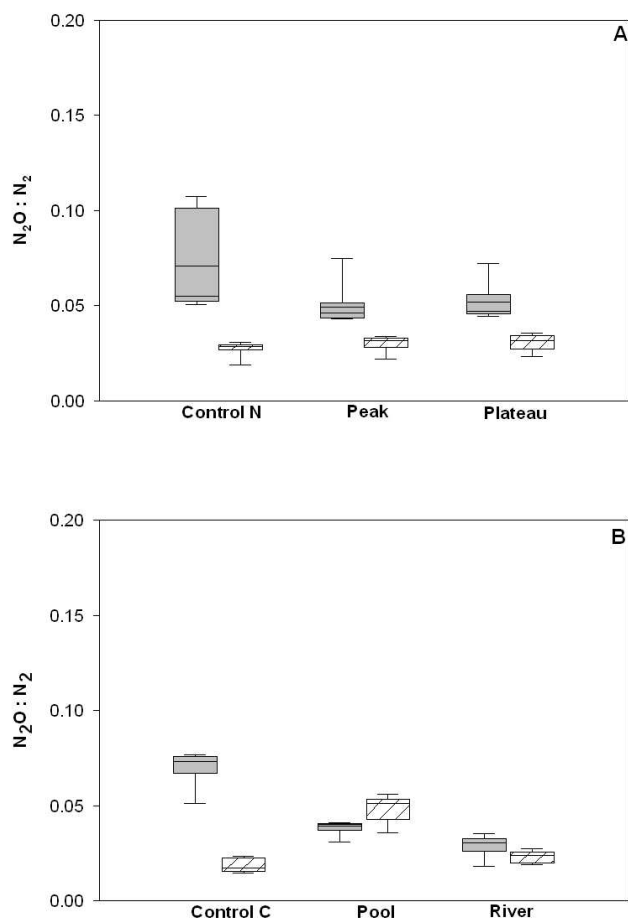 A
0.20
0.15
0.10
0.05
0.00
N₂O : N₂
Control N Peak Plateau
B
0.20
0.15
0.10
0.05
0.00
N₂O : N₂
Control C Pool River